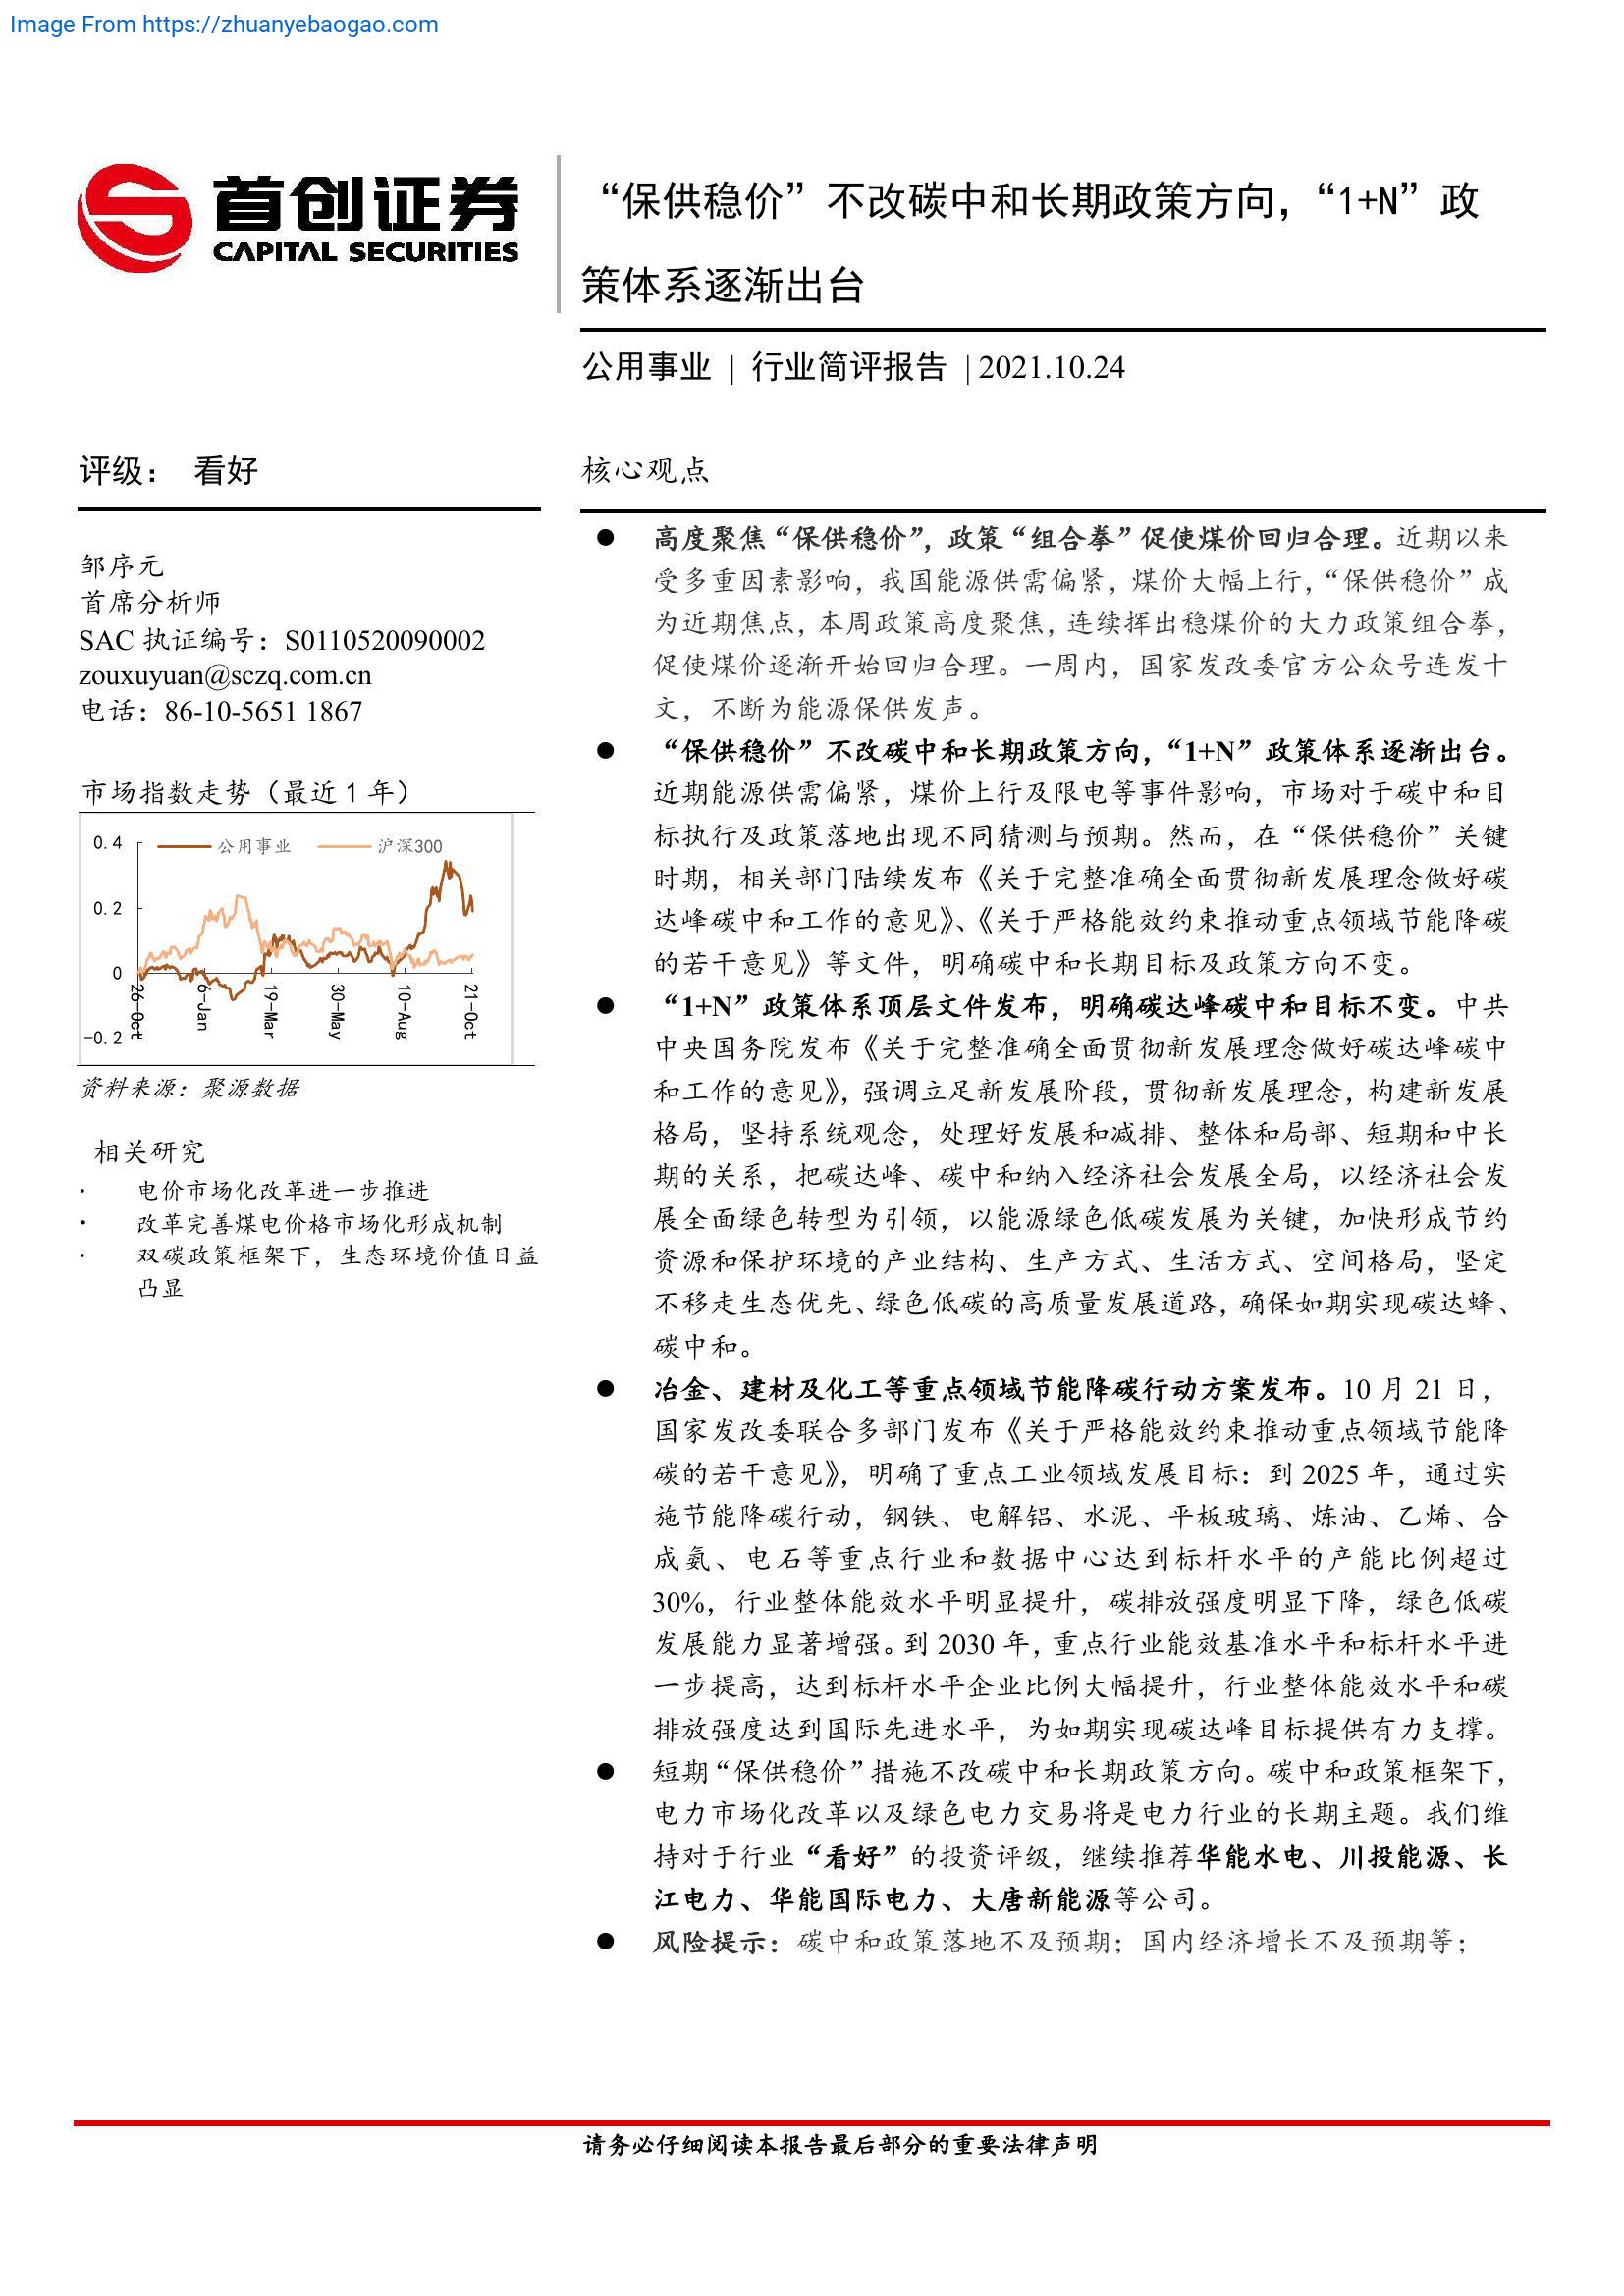 Image From https://zhuanyebaogao.com
首创证券
CAPITAL SECURITIES
“保供稳价”不改碳中和长期政策方向，“1+N”政
策体系逐渐出台
公用事业 | 行业简评报告 | 2021.10.24
评级： 看好
邹序元
首席分析师
SAC 执证编号：S0110520090002
zouxuyuan@sczq.com.cn
电话：86-10-5651 1867
市场指数走势（最近 1 年）
公用事业 沪深300
0.4
0.2
0
-0.2
26-Oct
6-Jan
19-Mar
30-May
10-Aug
21-Oct
资料来源：聚源数据
相关研究
· 电价市场化改革进一步推进
· 改革完善煤电价格市场化形成机制
· 双碳政策框架下，生态环境价值日益
凸显
核心观点
● 高度聚焦“保供稳价”，政策“组合拳”促使煤价回归合理。近期以来
受多重因素影响，我国能源供需偏紧，煤价大幅上行，“保供稳价”成
为近期焦点，本周政策高度聚焦，连续挥出稳煤价的大力政策组合拳，
促使煤价逐渐开始回归合理。一周内，国家发改委官方公众号连发十
文，不断为能源保供发声。
● “保供稳价”不改碳中和长期政策方向，“1+N”政策体系逐渐出台。
近期能源供需偏紧，煤价上行及限电等事件影响，市场对于碳中和目
标执行及政策落地出现不同猜测与预期。然而，在“保供稳价”关键
时期，相关部门陆续发布《关于完整准确全面贯彻新发展理念做好碳
达峰碳中和工作的意见》、《关于严格能效约束推动重点领域节能降碳
的若干意见》等文件，明确碳中和长期目标及政策方向不变。
● “1+N”政策体系顶层文件发布，明确碳达峰碳中和目标不变。中共
中央国务院发布《关于完整准确全面贯彻新发展理念做好碳达峰碳中
和工作的意见》，强调立足新发展阶段，贯彻新发展理念，构建新发展
格局，坚持系统观念，处理好发展和减排、整体和局部、短期和中长
期的关系，把碳达峰、碳中和纳入经济社会发展全局，以经济社会发
展全面绿色转型为引领，以能源绿色低碳发展为关键，加快形成节约
资源和保护环境的产业结构、生产方式、生活方式、空间格局，坚定
不移走生态优先、绿色低碳的高质量发展道路，确保如期实现碳达蜂、
碳中和。
● 冶金、建材及化工等重点领域节能降碳行动方案发布。10 月 21 日，
国家发改委联合多部门发布《关于严格能效约束推动重点领域节能降
碳的若干意见》，明确了重点工业领域发展目标：到 2025 年，通过实
施节能降碳行动，钢铁、电解铝、水泥、平板玻璃、炼油、乙烯、合
成氨、电石等重点行业和数据中心达到标杆水平的产能比例超过
30%，行业整体能效水平明显提升，碳排放强度明显下降，绿色低碳
发展能力显著增强。到 2030 年，重点行业能效基准水平和标杆水平进
一步提高，达到标杆水平企业比例大幅提升，行业整体能效水平和碳
排放强度达到国际先进水平，为如期实现碳达峰目标提供有力支撑。
● 短期“保供稳价”措施不改碳中和长期政策方向。碳中和政策框架下，
电力市场化改革以及绿色电力交易将是电力行业的长期主题。我们维
持对于行业“看好”的投资评级，继续推荐华能水电、川投能源、长
江电力、华能国际电力、大唐新能源等公司。
● 风险提示：碳中和政策落地不及预期；国内经济增长不及预期等；
请务必仔细阅读本报告最后部分的重要法律声明